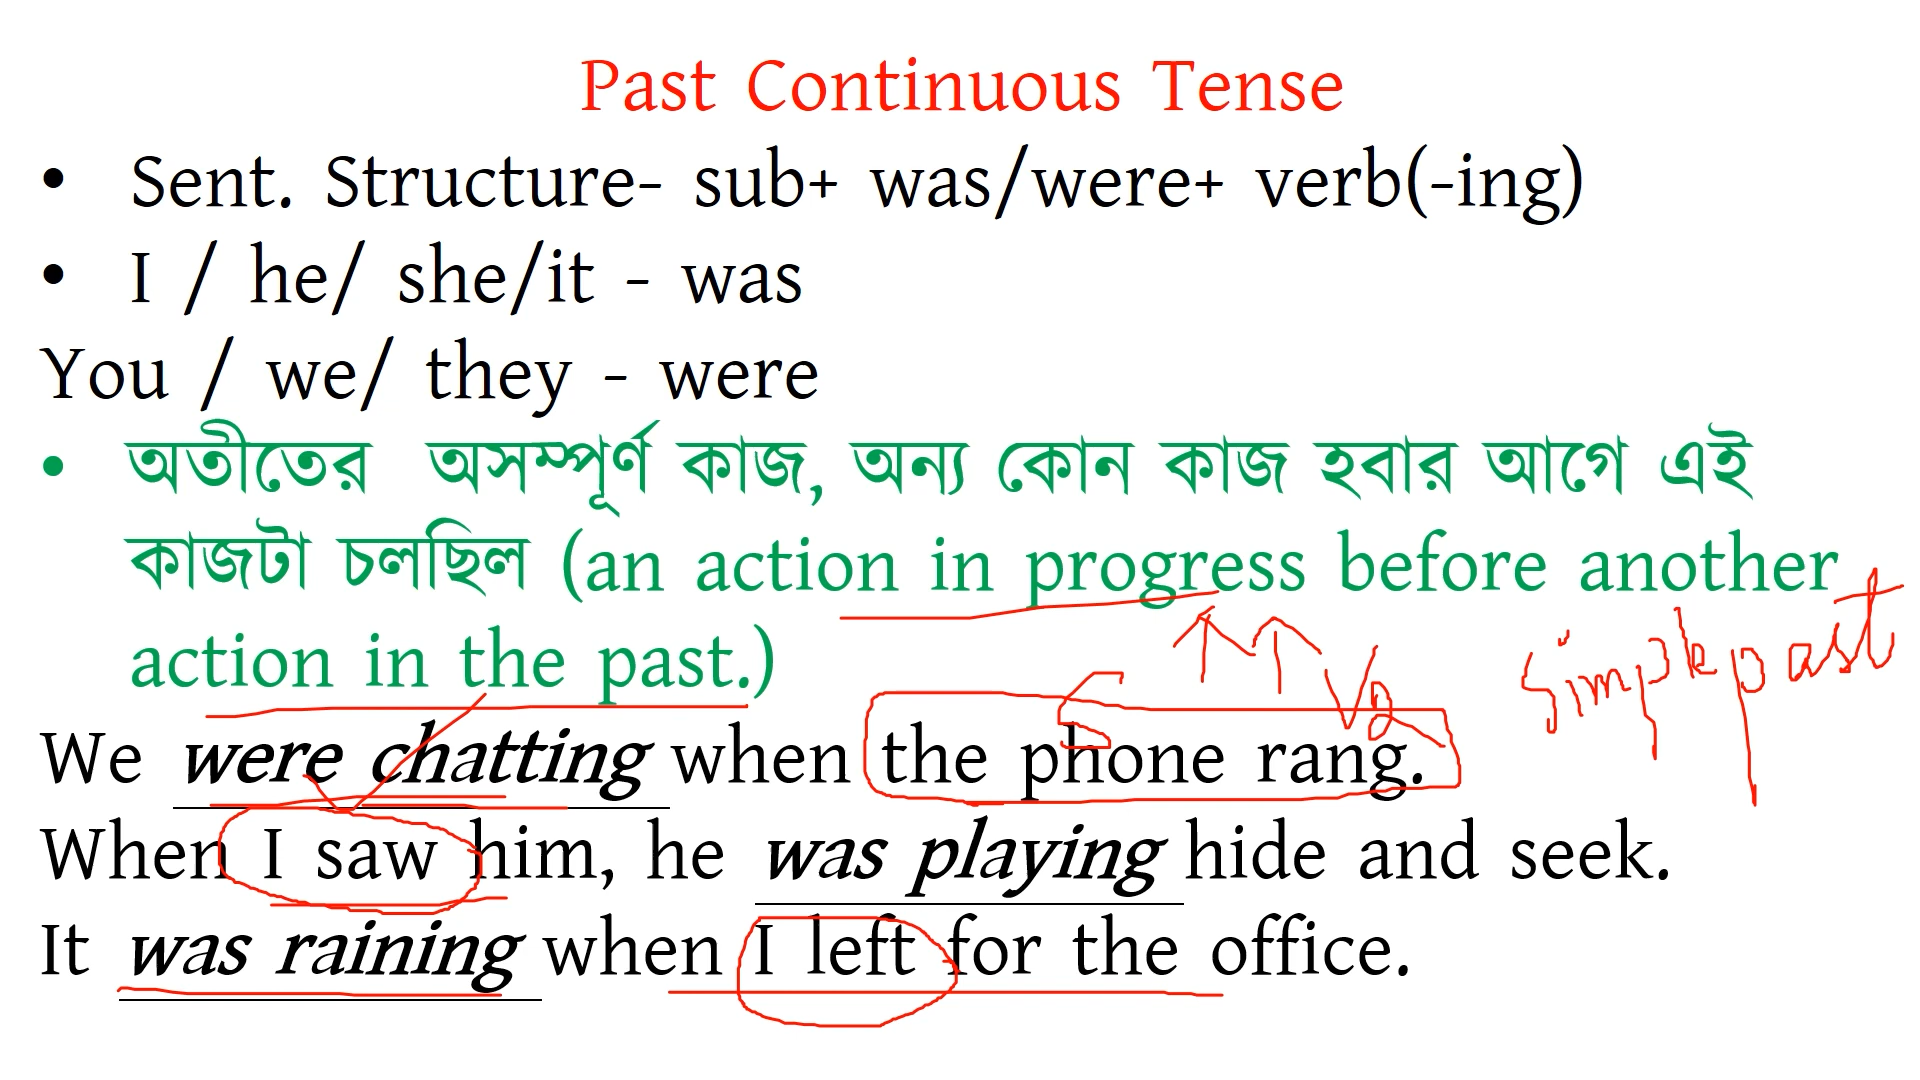 Past Continuous Tense
• Sent. Structure- sub+ was/were+ verb(-ing)
• I / he/ she/it - was
You / we/ they - were
• অতীতের অসম্পূর্ণ কাজ, অন্য কোন কাজ হবার আগে এই
কাজটা চলছিল (an action in progress before another
action in the past.)
simple past
We were chatting when the phone rang.
When I saw him, he was playing hide and seek.
It was raining when I left for the office.